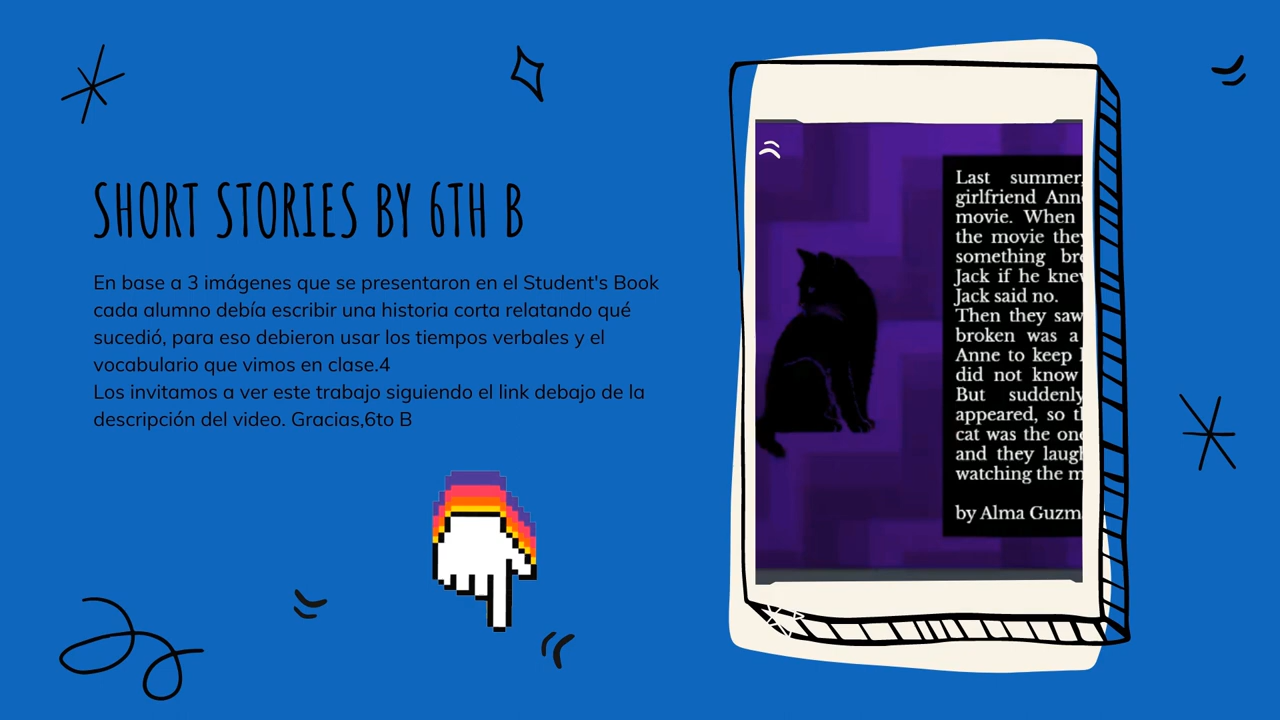 SHORT STORIES BY 6TH B
En base a 3 imágenes que se presentaron en el Student's Book
cada alumno debía escribir una historia corta relatando qué
sucedió, para eso debieron usar los tiempos verbales y el
vocabulario que vimos en clase.4
Los invitamos a ver este trabajo siguiendo el link debajo de la
descripción del video. Gracias,6to B
Last summer,
girlfriend Anne
movie. When
the movie they
something
Jack if he knew
Jack said no.
Then they saw
broken was a
Anne to keep
did not know
But suddenly
appeared, so
cat was the one
and they
watching the
by Alma